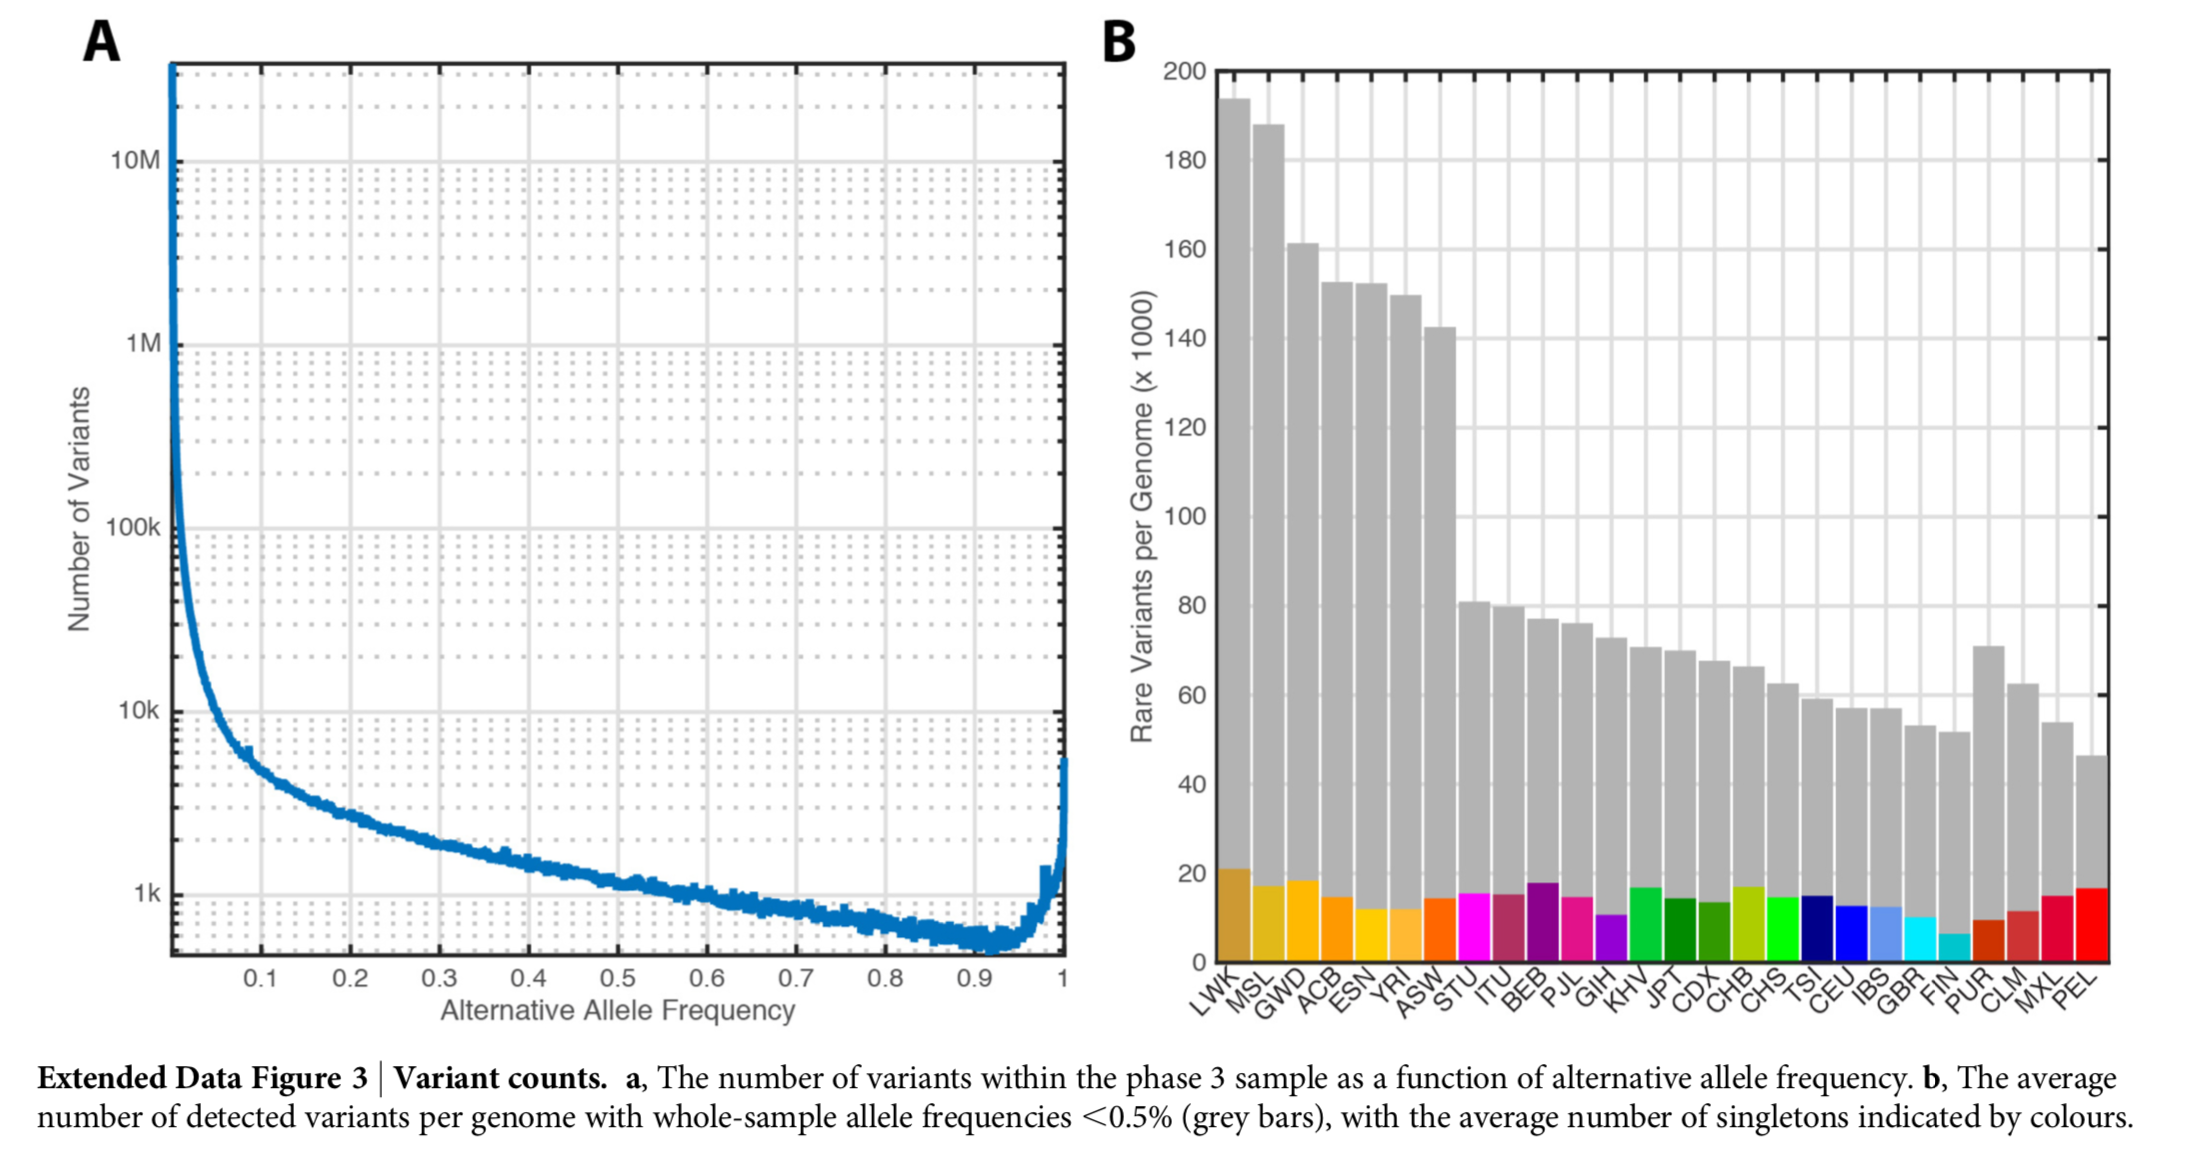 A
10M
1M
100k
10k
1k
Number of Variants
0.1 0.2 0.3 0.4 0.5 0.6 0.7 0.8 0.9 1
Alternative Allele Frequency
B
200
180
160
140
120
100
80
60
40
20
0
Rare Variants per Genome (x 1000)
LWK MSL GWD ACB ESN YRI ASW STU ITU BEB PJL GIH KHV JPT CDX CHB CHS TSI CEU IBS GBR FIN PUR CLM MXL PEL
Extended Data Figure 3 | Variant counts. a, The number of variants within the phase 3 sample as a function of alternative allele frequency. b, The average
number of detected variants per genome with whole-sample allele frequencies <0.5% (grey bars), with the average number of singletons indicated by colours.